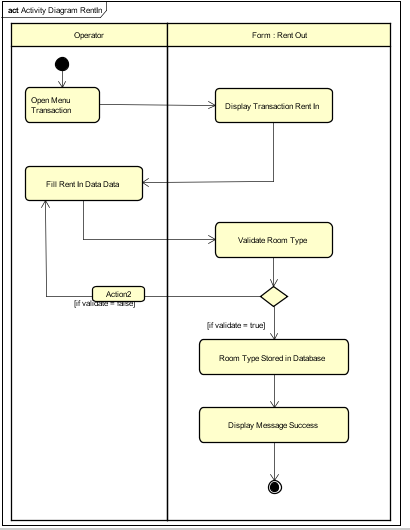 act Activity Diagram RentIn
Operator
Form : Rent Out
Open Menu
Transaction
Display Transaction Rent In
Fill Rent In Data Data
Validate Room Type
Action2
[if validate = false]
[if validate = true]
Room Type Stored in Database
Display Message Success